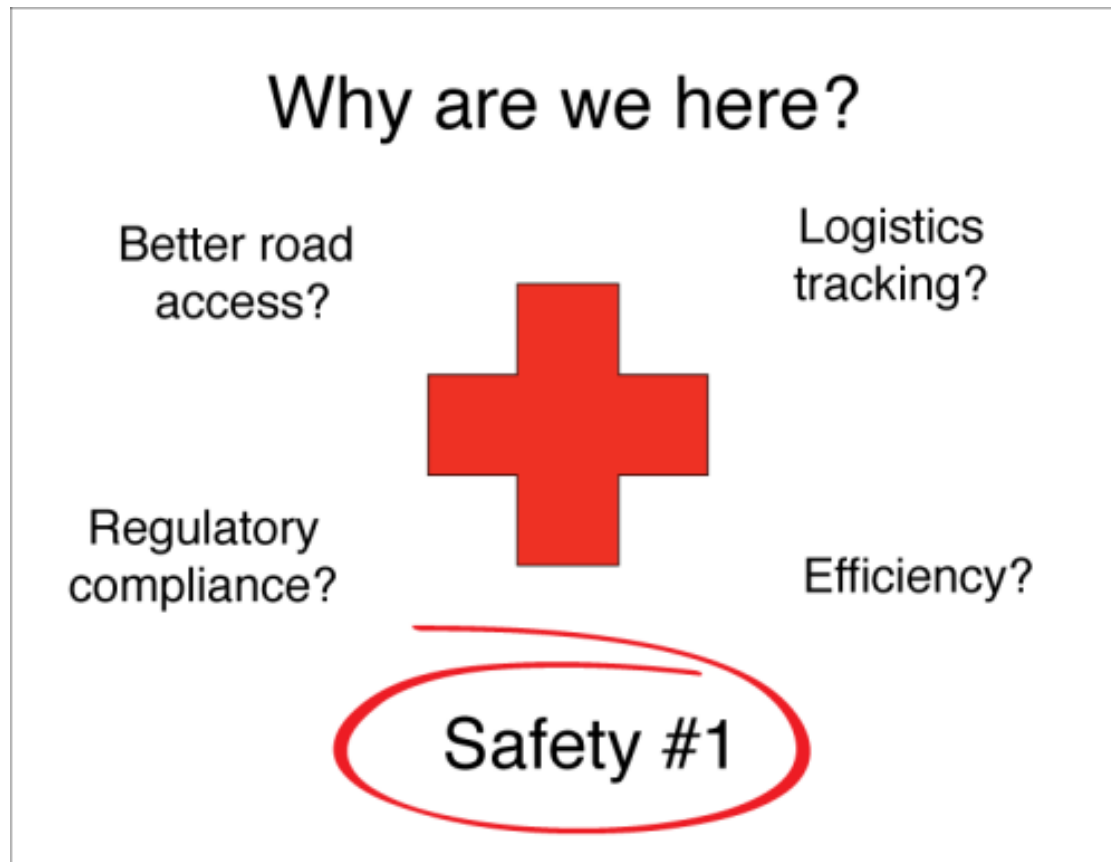 Why are we here?
Better road
access?
Logistics
tracking?
Regulatory
compliance?
Efficiency?
Safety #1